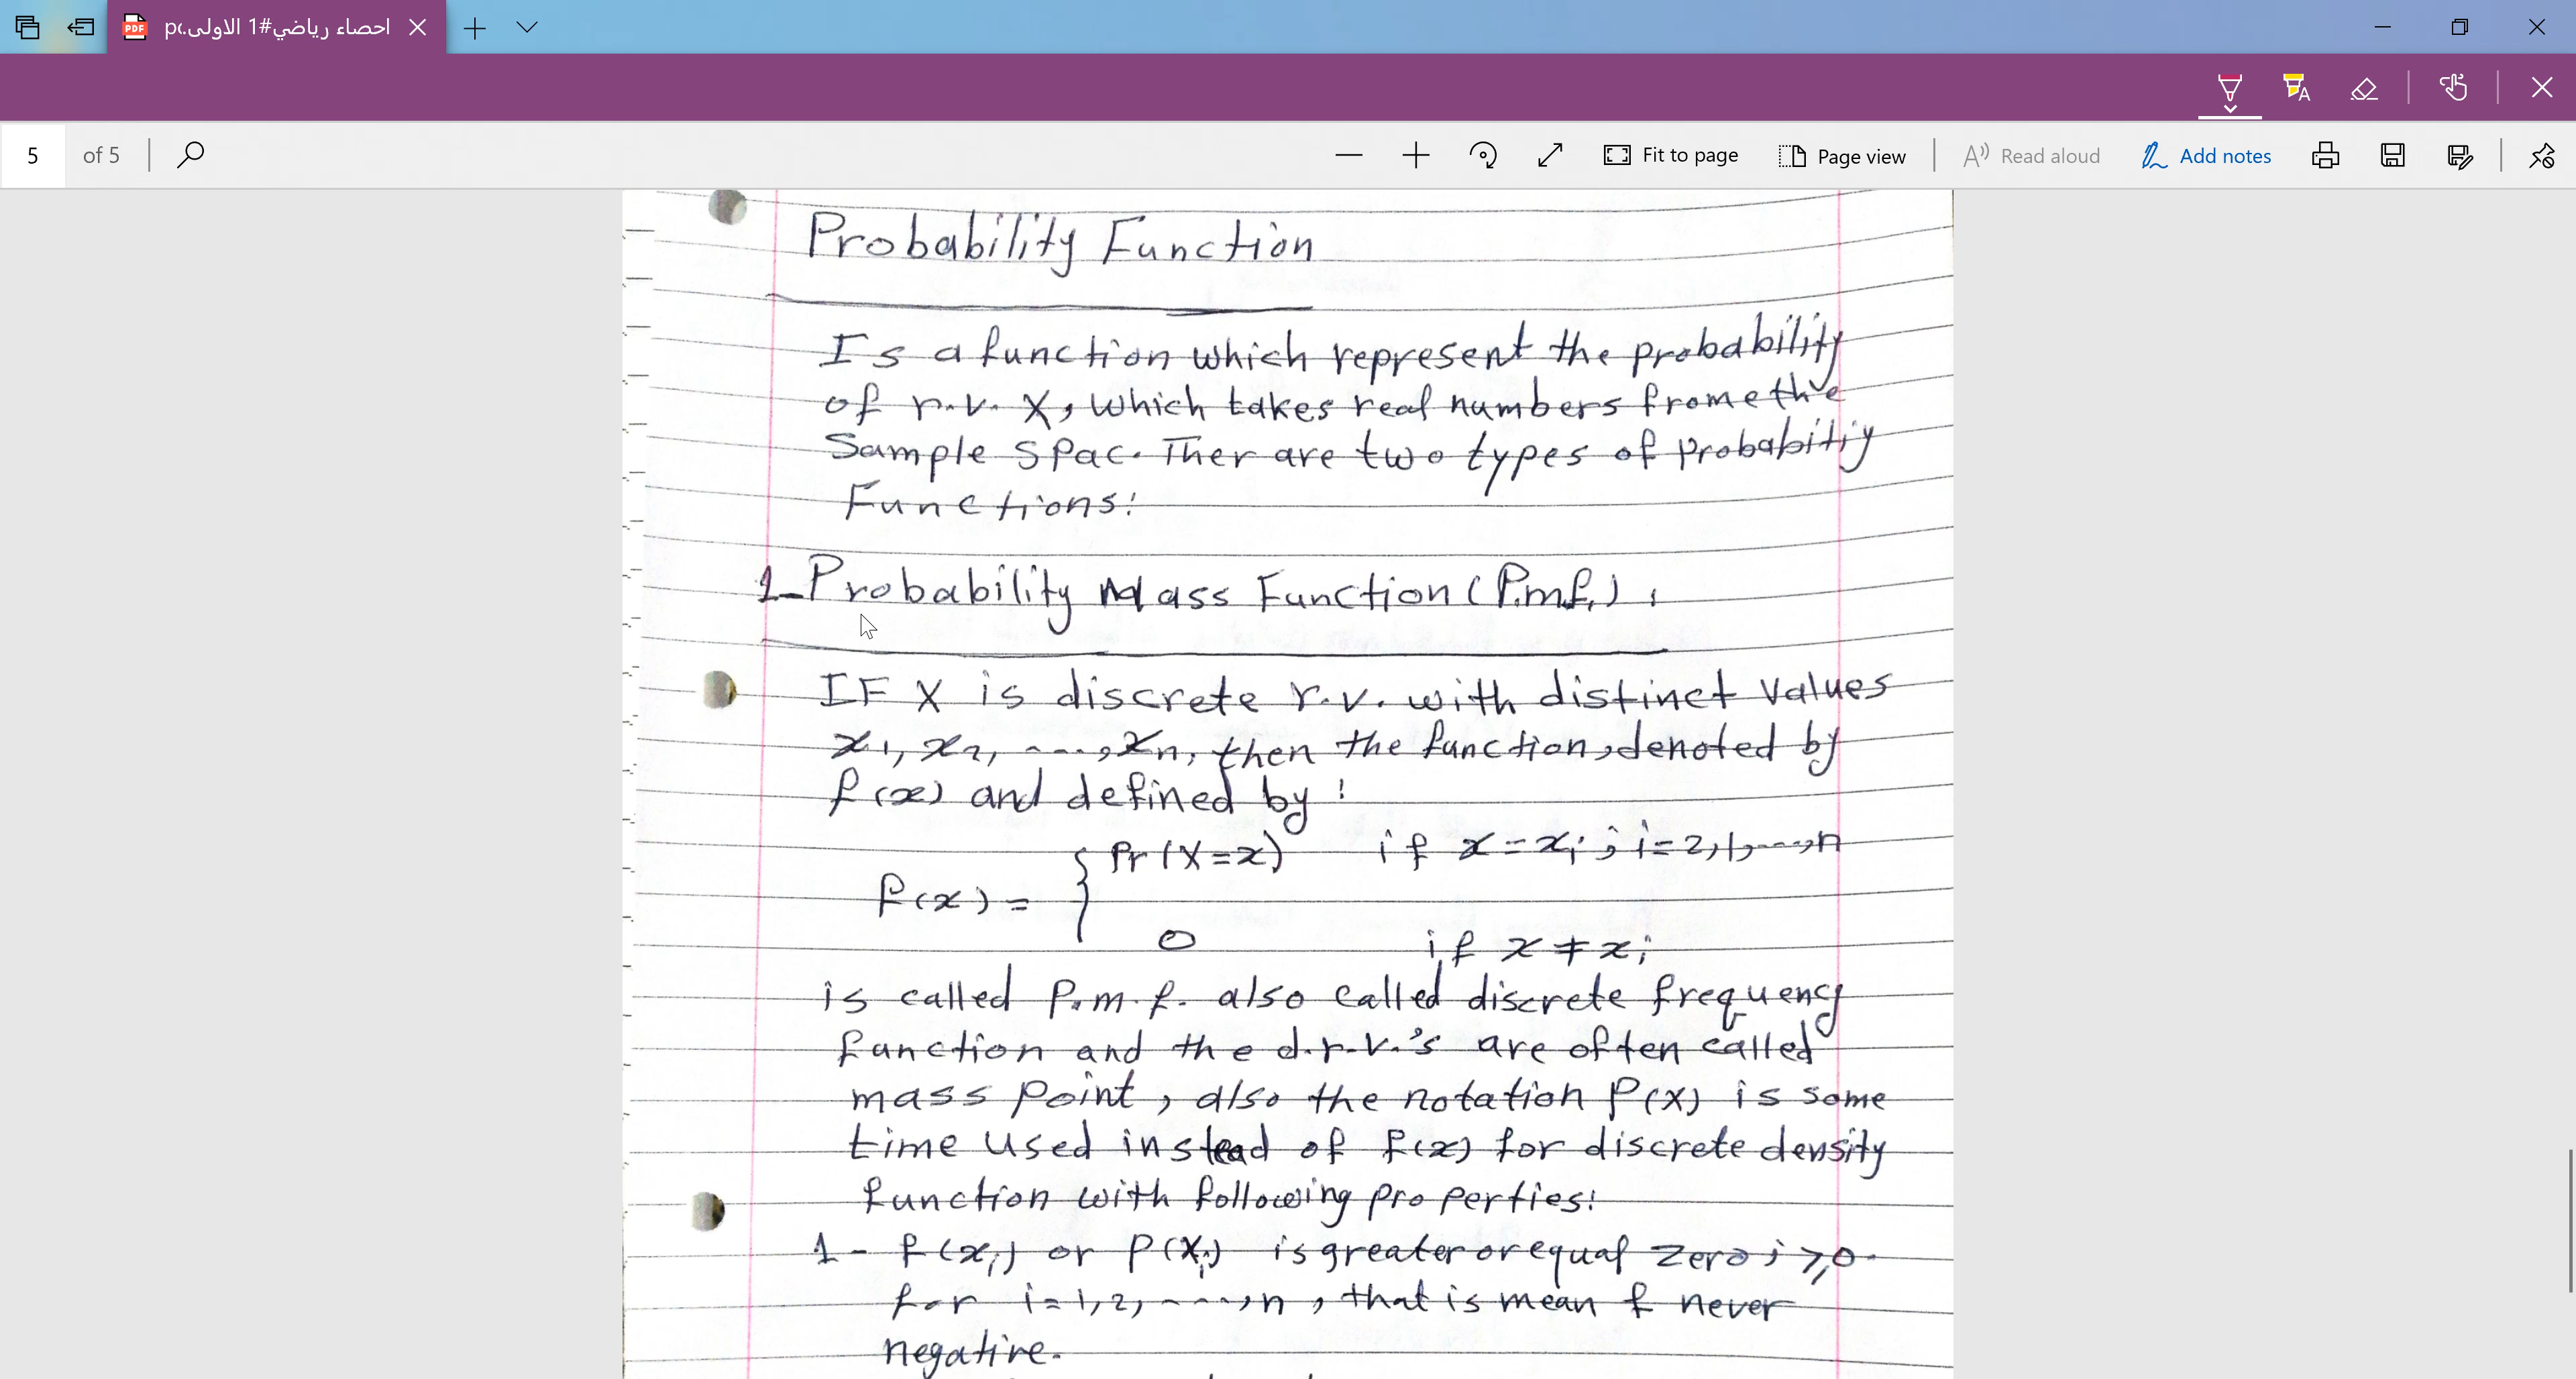 احصاء رياضي#1 الاولى.pc
5 of 5
Fit to page
Page view
Read aloud
Add notes
Probability Function
Is a function which represent the probability
of r.v. X, which takes real numbers frome the
Sample Spac. Ther are two types of probabitiy
Functions:
1- Probability Mass Function (P.m.f.):
IF X is discrete r.v. with distinct values
x1, x2, ----, xn, then the function, denoted by
f(x) and defined by:
f(x) = { Pr(X=x) if x=xi ; i=2,1,---,n
0 if x≠xi
is called P.m.f. also called discrete frequency
function and the d.r.v.'s are often called
mass point, also the notation P(X) is some
time used instead of f(x) for discrete density
function with following properties:
1- f(xi) or P(Xi) is greater or equal zero; ≥0.
for i=1,2,----,n, that is mean f never
negative.